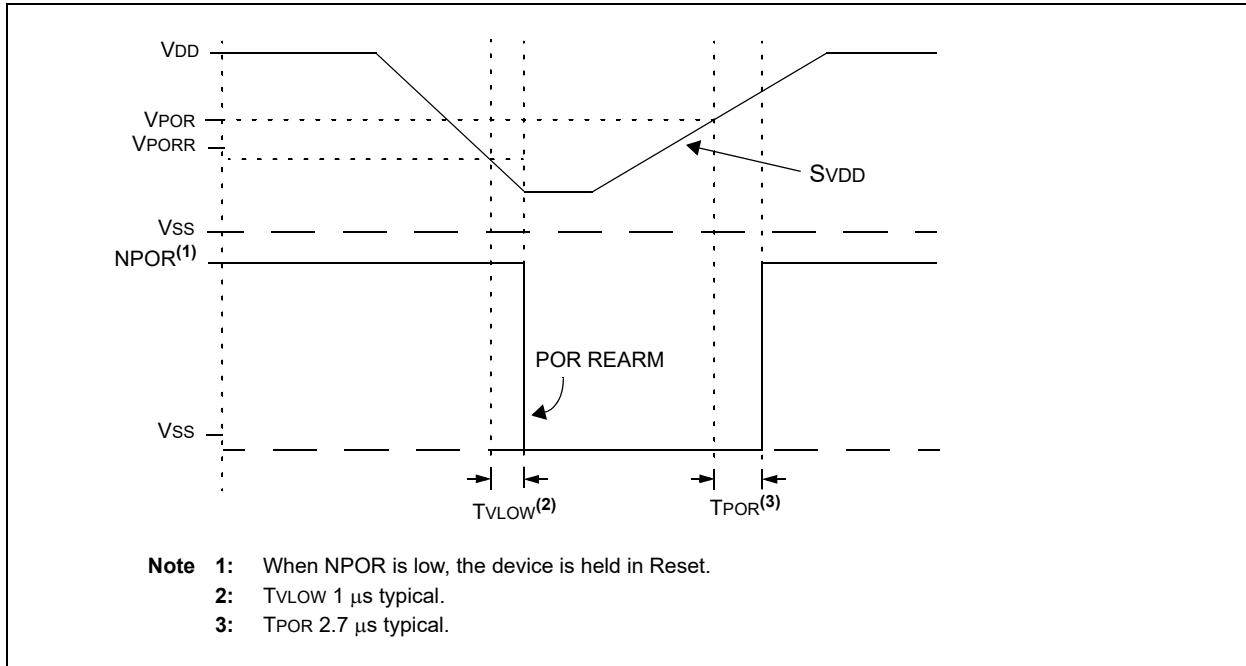 VDD
VPOR
VPORR
SVDD
VSS
NPOR(1)
POR REARM
VSS
TVLOW(2)
TPOR(3)
Note 1: When NPOR is low, the device is held in Reset.
2: TVLOW 1 μs typical.
3: TPOR 2.7 μs typical.